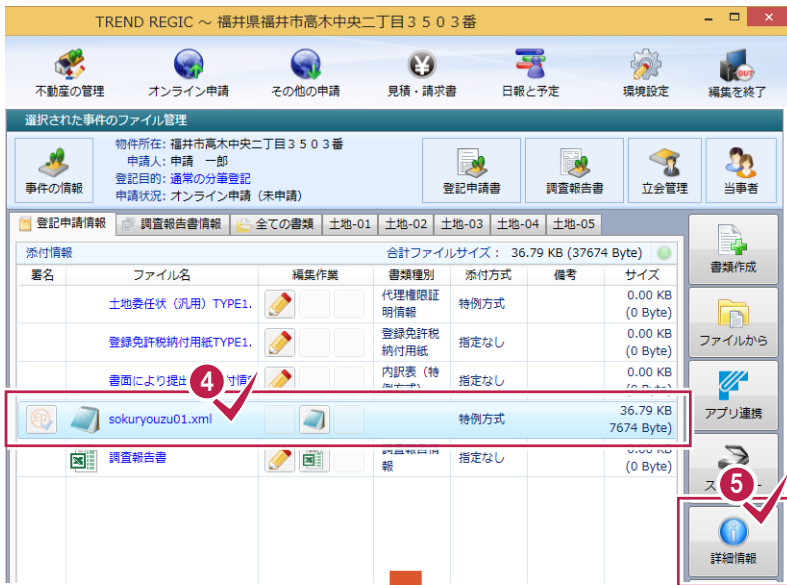 TREND REGIC ～ 福井県福井市高木中央二丁目３５０３番
不動産の管理
オンライン申請
その他の申請
見積・請求書
日報と予定
環境設定
OUT
編集を終了
選択された事件のファイル管理
事件の情報
物件所在: 福井市高木中央二丁目３５０３番
申請人: 申請　一郎
登記目的: 通常の分筆登記
申請状況: オンライン申請（未申請）
登記申請書
調査報告書
立会管理
当事者
登記申請情報
調査報告書情報
全ての書類
土地-01
土地-02
土地-03
土地-04
土地-05
添付情報
合計ファイルサイズ： 36.79 KB (37674 Byte)
署名 ファイル名 編集作業 書類種別 添付方式 備考 サイズ
土地委任状（汎用）TYPE1. 代理権限証明情報 特例方式 0.00 KB (0 Byte)
登録免許税納付用紙TYPE1. 登録免許税納付用紙 指定なし 0.00 KB (0 Byte)
書面により提出 付情 内訳表（特 指定なし 0.00 KB
4
sokuryouzu01.xml 特例方式 36.79 KB 7674 Byte)
調査報告書 報 指定なし (0 Byte)
書類作成
ファイルから
アプリ連携
5
詳細情報